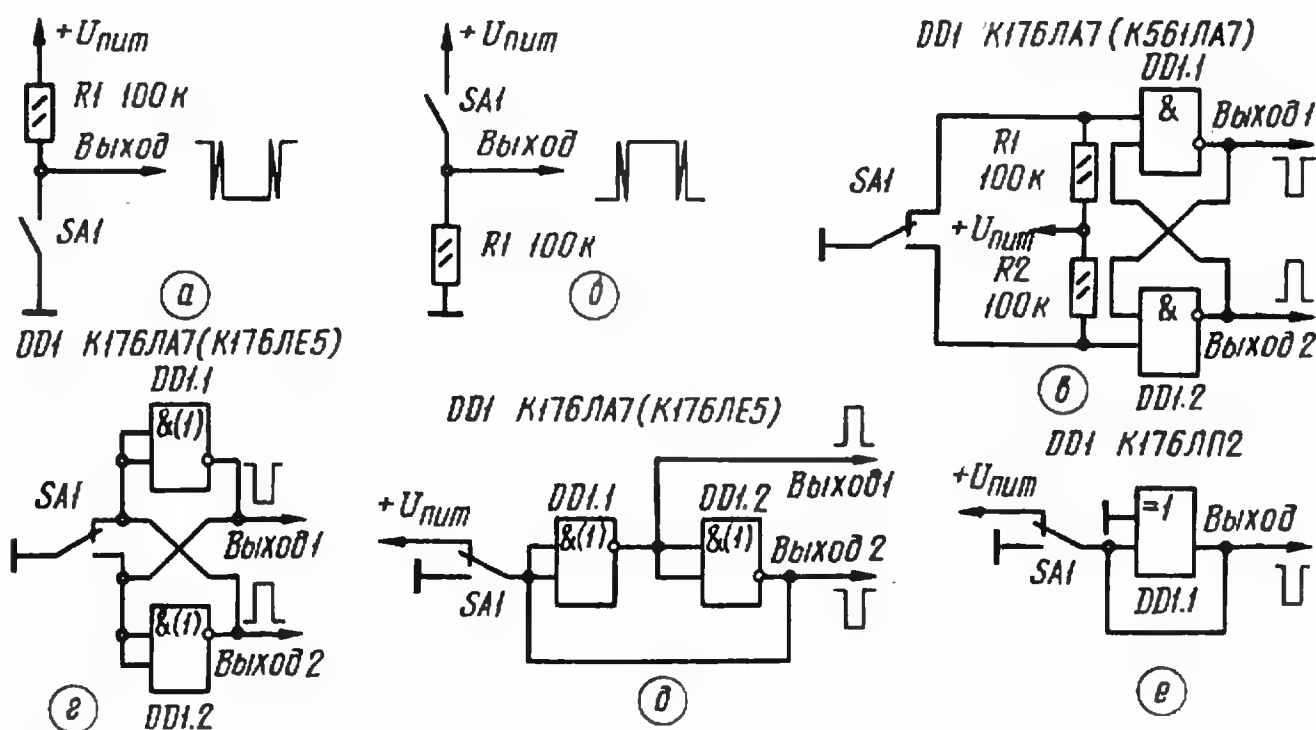 +Uпит
R1 100к
Выход
SA1
а
+Uпит
SA1
Выход
R1 100к
б
DD1 К176ЛА7(К561ЛА7)
DD1.1
&
Выход1
R1
100к
SA1
+Uпит
R2
100к
&
Выход 2
DD1.2
в
DD1 К176ЛА7(К176ЛЕ5)
DD1.1
&(1)
SA1
Выход1
&(1)
Выход 2
DD1.2
г
DD1 К176ЛА7(К176ЛЕ5)
Выход1
+Uпит
DD1.1
DD1.2
&(1)
&(1)
Выход 2
SA1
д
DD1 К176ЛП2
+Uпит
=1
Выход
SA1
DD1.1
е